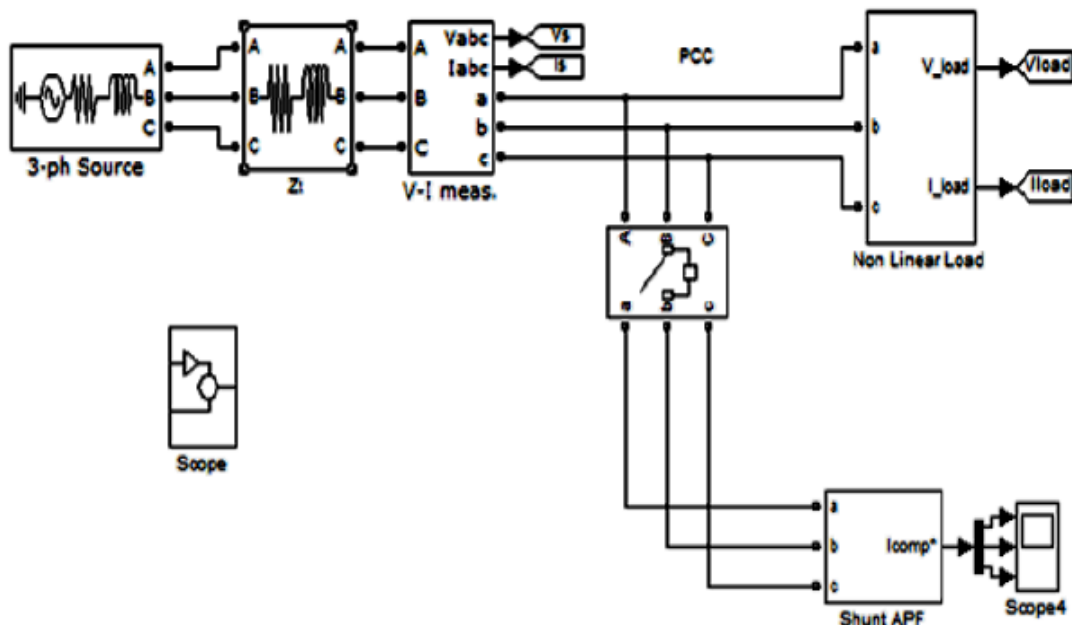 A
B
C
3-ph Source
A
B
C
A
B
C
Zl
A
B
C
Vabc
Iabc
a
b
c
V-I meas.
Vs
Is
PCC
a
b
c
V_load
I_load
Non Linear Load
Vload
Iload
A B C
a b c
Scope
a
b
c
Icomp*
Shunt APF
Scope4